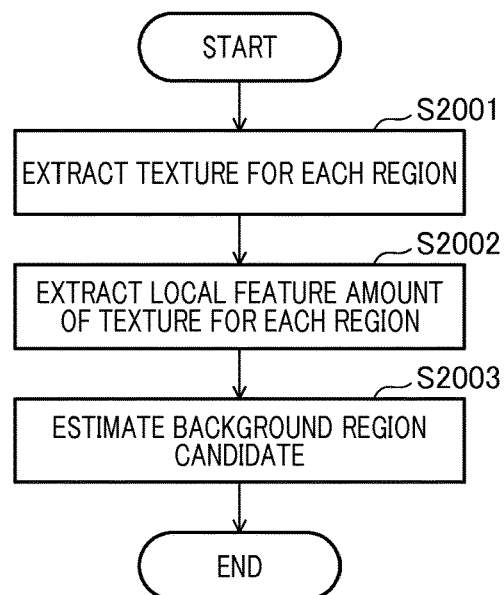 START
S2001
EXTRACT TEXTURE FOR EACH REGION
S2002
EXTRACT LOCAL FEATURE AMOUNT
OF TEXTURE FOR EACH REGION
S2003
ESTIMATE BACKGROUND REGION
CANDIDATE
END